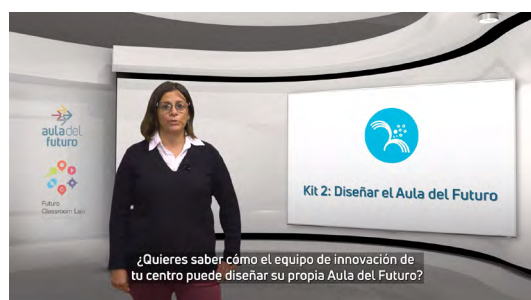 aula del
futuro
Future
Classroom Lab
Kit 2: Diseñar el Aula del Futuro
¿Quieres saber cómo el equipo de innovación de
tu centro puede diseñar su propia Aula del Futuro?